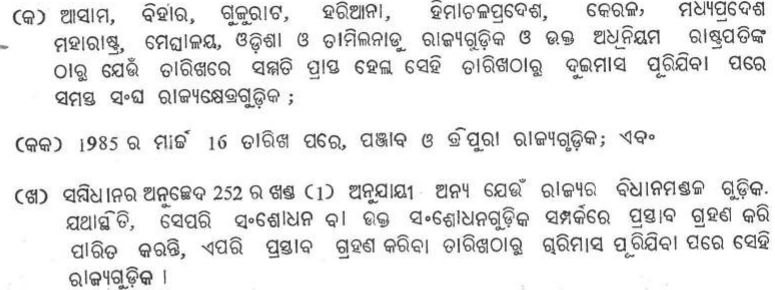 (କ) ଆସାମ, ବିହାର, ଗୁଜୁରାଟ, ହରିଆନା, ହିମାଚଳପ୍ରଦେଶ, କେରଳ, ମଧ୍ୟପ୍ରଦେଶ
ମହାରାଷ୍ଟ୍ର, ମେଘାଳୟ, ଓଡ଼ିଶା ଓ ତାମିଲନାଡୁ ରାଜ୍ୟଗୁଡ଼ିକ ଓ ଉକ୍ତ ଅଧିନିୟମ ରାଷ୍ଟ୍ରପତିଙ୍କ
ଠାରୁ ଯେଉଁ ତାରିଖରେ ସମ୍ମତି ପ୍ରାପ୍ତ ହେଲା ସେହି ତାରିଖଠାରୁ ଦୁଇମାସ ପୂରିଯିବା ପରେ
ସମସ୍ତ ସଂଘ ରାଜ୍ୟକ୍ଷେତ୍ରଗୁଡ଼ିକ ;
(କକ) 1985 ର ମାର୍ଚ୍ଚ 16 ତାରିଖ ପରେ, ପଞ୍ଜାବ ଓ ତ୍ରିପୁରା ରାଜ୍ୟଗୁଡ଼ିକ; ଏବଂ
(ଖ) ସମ୍ବିଧାନର ଅନୁଚ୍ଛେଦ 252 ର ଖଣ୍ଡ (1) ଅନୁଯାୟୀ ଅନ୍ୟ ଯେଉଁ ରାଜ୍ୟର ବିଧାନମଣ୍ଡଳ ଗୁଡ଼ିକ.
ଯଥାସ୍ଥିତି, ସେପରି ସଂଶୋଧନ ବା ଉକ୍ତ ସଂଶୋଧନଗୁଡ଼ିକ ସମ୍ପର୍କରେ ପ୍ରସ୍ତାବ ଗ୍ରହଣ କରି
ପାରିତ କରନ୍ତି, ଏପରି ପ୍ରସ୍ତାବ ଗ୍ରହଣ କରିବା ତାରିଖଠାରୁ ଚାରିମାସ ପୂରିଯିବା ପରେ ସେହି
ରାଜ୍ୟଗୁଡ଼ିକ ।